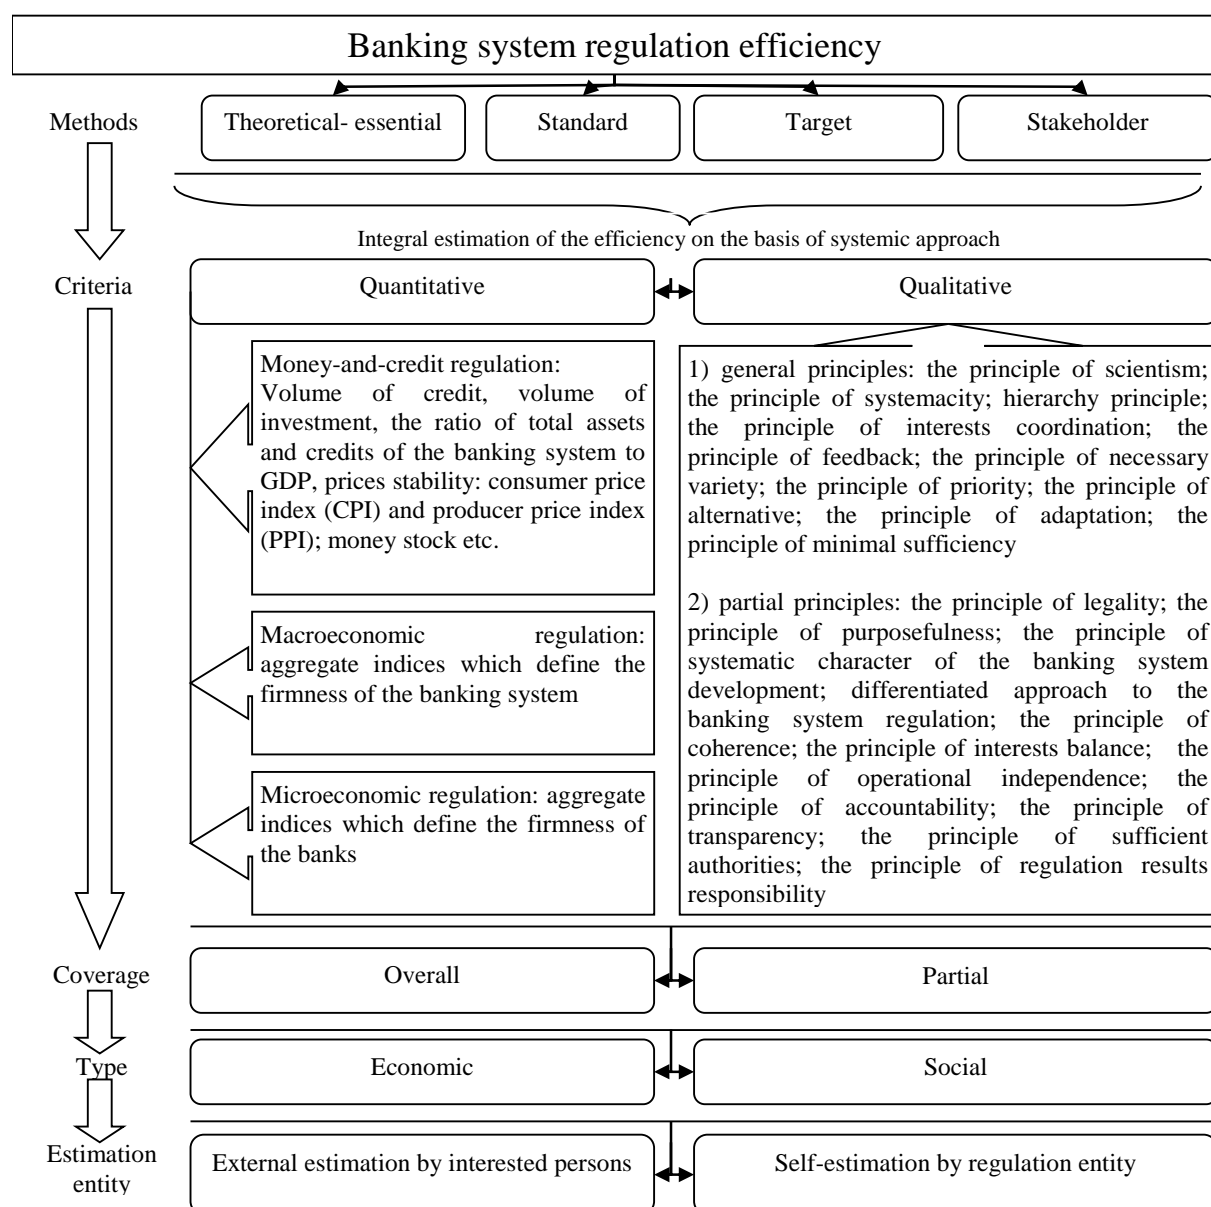 Banking system regulation efficiency
Methods
Theoretical- essential
Standard
Target
Stakeholder
Integral estimation of the efficiency on the basis of systemic approach
Criteria
Quantitative
Qualitative
Money-and-credit regulation:
Volume of credit, volume of
investment, the ratio of total assets
and credits of the banking system to
GDP, prices stability: consumer price
index (CPI) and producer price index
(PPI); money stock etc.
Macroeconomic regulation:
aggregate indices which define the
firmness of the banking system
Microeconomic regulation: aggregate
indices which define the firmness of
the banks
1) general principles: the principle of scientism;
the principle of systemacity; hierarchy principle;
the principle of interests coordination; the
principle of feedback; the principle of necessary
variety; the principle of priority; the principle of
alternative; the principle of adaptation; the
principle of minimal sufficiency
2) partial principles: the principle of legality; the
principle of purposefulness; the principle of
systematic character of the banking system
development; differentiated approach to the
banking system regulation; the principle of
coherence; the principle of interests balance; the
principle of operational independence; the
principle of accountability; the principle of
transparency; the principle of sufficient
authorities; the principle of regulation results
responsibility
Coverage
Overall
Partial
Type
Economic
Social
Estimation
entity
External estimation by interested persons
Self-estimation by regulation entity